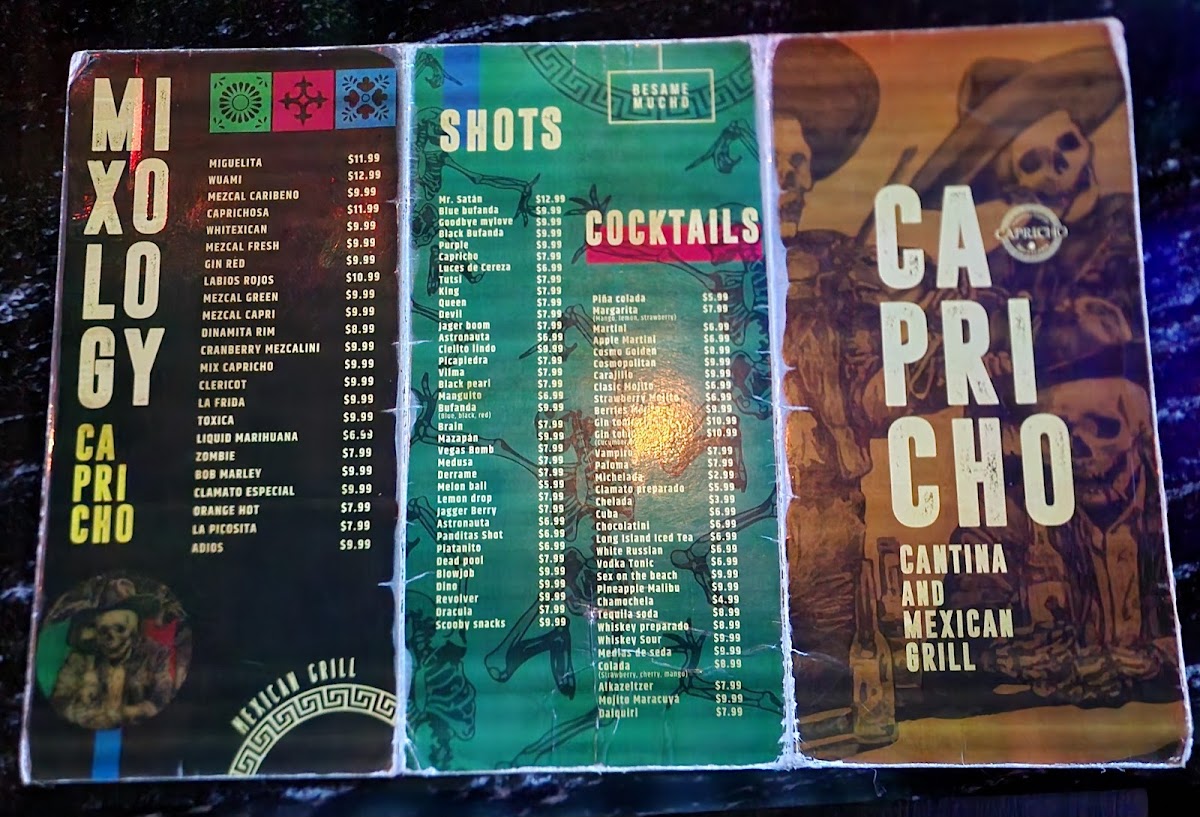 MI
XO
LO
GY
CA
PRI
CHO
MIGUELITA $11.99
WUAMI $12.99
MEZCAL CARIBENO $9.99
CAPRICHOSA $11.99
WHITEXICAN $9.99
MEZCAL FRESH $9.99
GIN RED $9.99
LABIOS ROJOS $10.99
MEZCAL GREEN $9.99
MEZCAL CAPRI $9.99
DINAMITA RIM $8.99
CRANBERRY MEZCALINI $9.99
MIX CAPRICHO $9.99
CLERICOT $9.99
LA FRIDA $9.99
TOXICA $9.99
LIQUID MARIHUANA $6.99
ZOMBIE $7.99
BOB MARLEY $9.99
CLAMATO ESPECIAL $9.99
ORANGE HOT $7.99
LA PICOSITA $7.99
ADIOS $9.99
MEXICAN GRILL
SHOTS
Mr. Satán $12.99
Blue bufanda $9.99
Goodbye mylove $9.99
Black Bufanda $9.99
Purple $9.99
Capricho $7.99
Luces de Cereza $6.99
Tutsi $7.99
King $7.99
Queen $7.99
Devil $7.99
jager boom $7.99
Astronauta $6.99
Cielito lindo $9.99
Picapiedra $7.99
Vilma $7.99
Black pearl $7.99
Manguito $6.99
Bufanda $9.99
(Blue, black, red)
Brain $7.99
Mazapán $9.99
Vegas Bomb $7.99
Medusa $7.99
Derrame $7.99
Melon ball $5.99
Lemon drop $7.99
Jagger Berry $7.99
Astronauta $6.99
Panditas Shot $6.99
Platanito $6.99
Dead pool $7.99
Blowjob $9.99
Dino $9.99
Revolver $9.99
Dracula $7.99
Scooby snacks $9.99
BESAME
MUCHO
COCKTAILS
Piña colada $5.99
Margarita $7.99
(Mango, lemon, strawberry)
Martini $6.99
Apple Martini $6.99
Cosmo Golden $8.99
Cosmopolitan $9.99
Carajillo $9.99
Clasic Mojito $6.99
Strawberry Mojito $6.99
Berries $9.99
Gin tonic $10.99
Gin tonic $10.99
Vampiro $7.99
Paloma $7.99
Michelada $2.99
Clamato preparado $5.99
Chelada $3.99
Cuba $6.99
Chocolatini $6.99
Long Island Iced Tea $6.99
White Russian $6.99
Vodka Tonic $6.99
Sex on the beach $9.99
Pineapple Malibu $9.99
Chamochela $4.99
Tequila soda $8.99
Whiskey preparado $8.99
Whiskey Sour $9.99
Medias de seda $9.99
Colada $8.99
(Strawberry, cherry, mango)
Alkazeltzer $7.99
Mojito Maracuya $9.99
Daiquiri $7.99
CA
PRI
CHO
CAPRICHO
CANTINA
AND
MEXICAN
GRILL